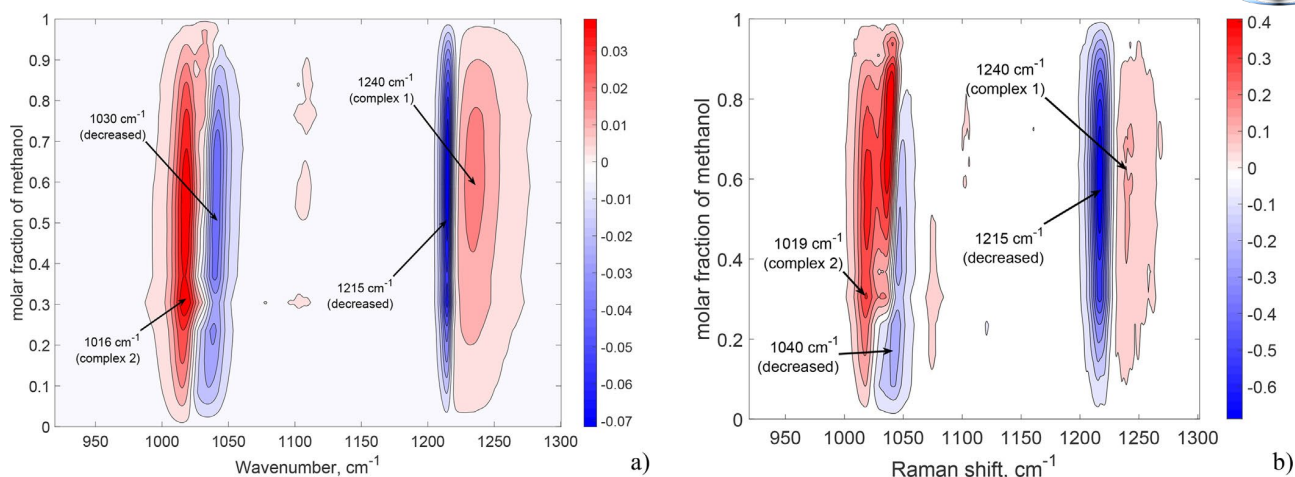 molar fraction of methanol
1
0.9
0.8
0.7
0.6
0.5
0.4
0.3
0.2
0.1
0
950
1000
1050
1100
1150
1200
1250
1300
Wavenumber, cm-1
1030 cm-1
(decreased)
1016 cm-1
(complex 2)
1240 cm-1
(complex 1)
1215 cm-1
(decreased)
0.03
0.02
0.01
0
-0.01
-0.02
-0.03
-0.04
-0.05
-0.06
-0.07
a)
molar fraction of methanol
1
0.8
0.6
0.4
0.2
0
950
1000
1050
1100
1150
1200
1250
1300
Raman shift, cm-1
1240 cm-1
(complex 1)
1019 cm-1
(complex 2)
1215 cm-1
(decreased)
1040 cm-1
(decreased)
0.4
0.3
0.2
0.1
0
-0.1
-0.2
-0.3
-0.4
-0.5
-0.6
b)